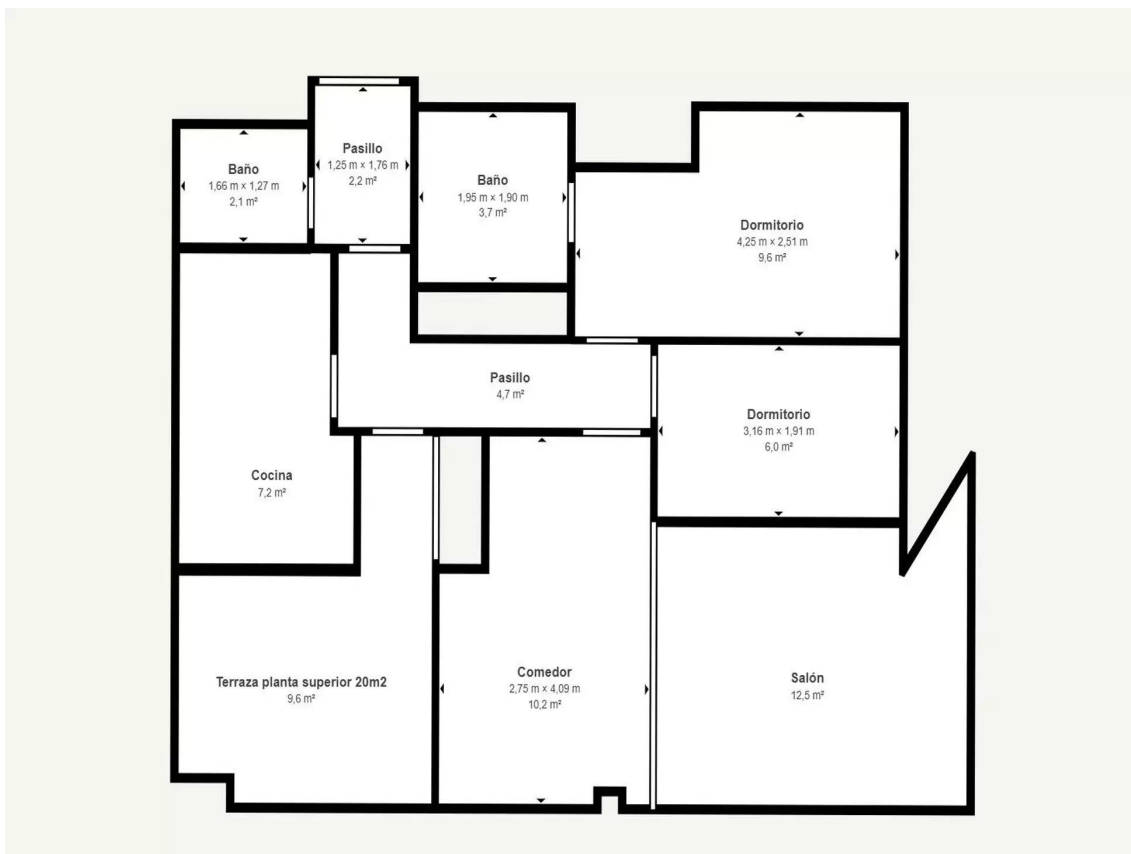 Pasillo
1,25 m × 1,76 m
2,2 m²
Baño
1,66 m × 1,27 m
2,1 m²
Baño
1,95 m × 1,90 m
3,7 m²
Dormitorio
4,25 m × 2,51 m
9,6 m²
Pasillo
4,7 m²
Dormitorio
3,16 m × 1,91 m
6,0 m²
Cocina
7,2 m²
Terraza planta superior 20m2
9,6 m²
Comedor
2,75 m × 4,09 m
10,2 m²
Salón
12,5 m²